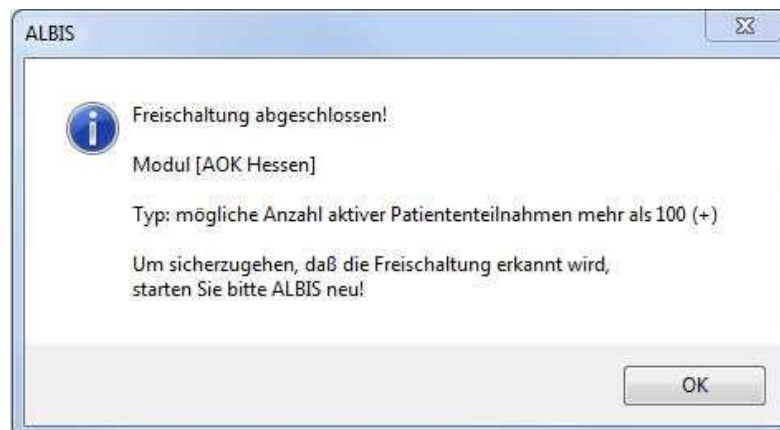 ALBIS
Freischaltung abgeschlossen!
Modul [AOK Hessen]
Typ: mögliche Anzahl aktiver Patiententeilnahmen mehr als 100 (+)
Um sicherzugehen, daß die Freischaltung erkannt wird,
starten Sie bitte ALBIS neu!
OK